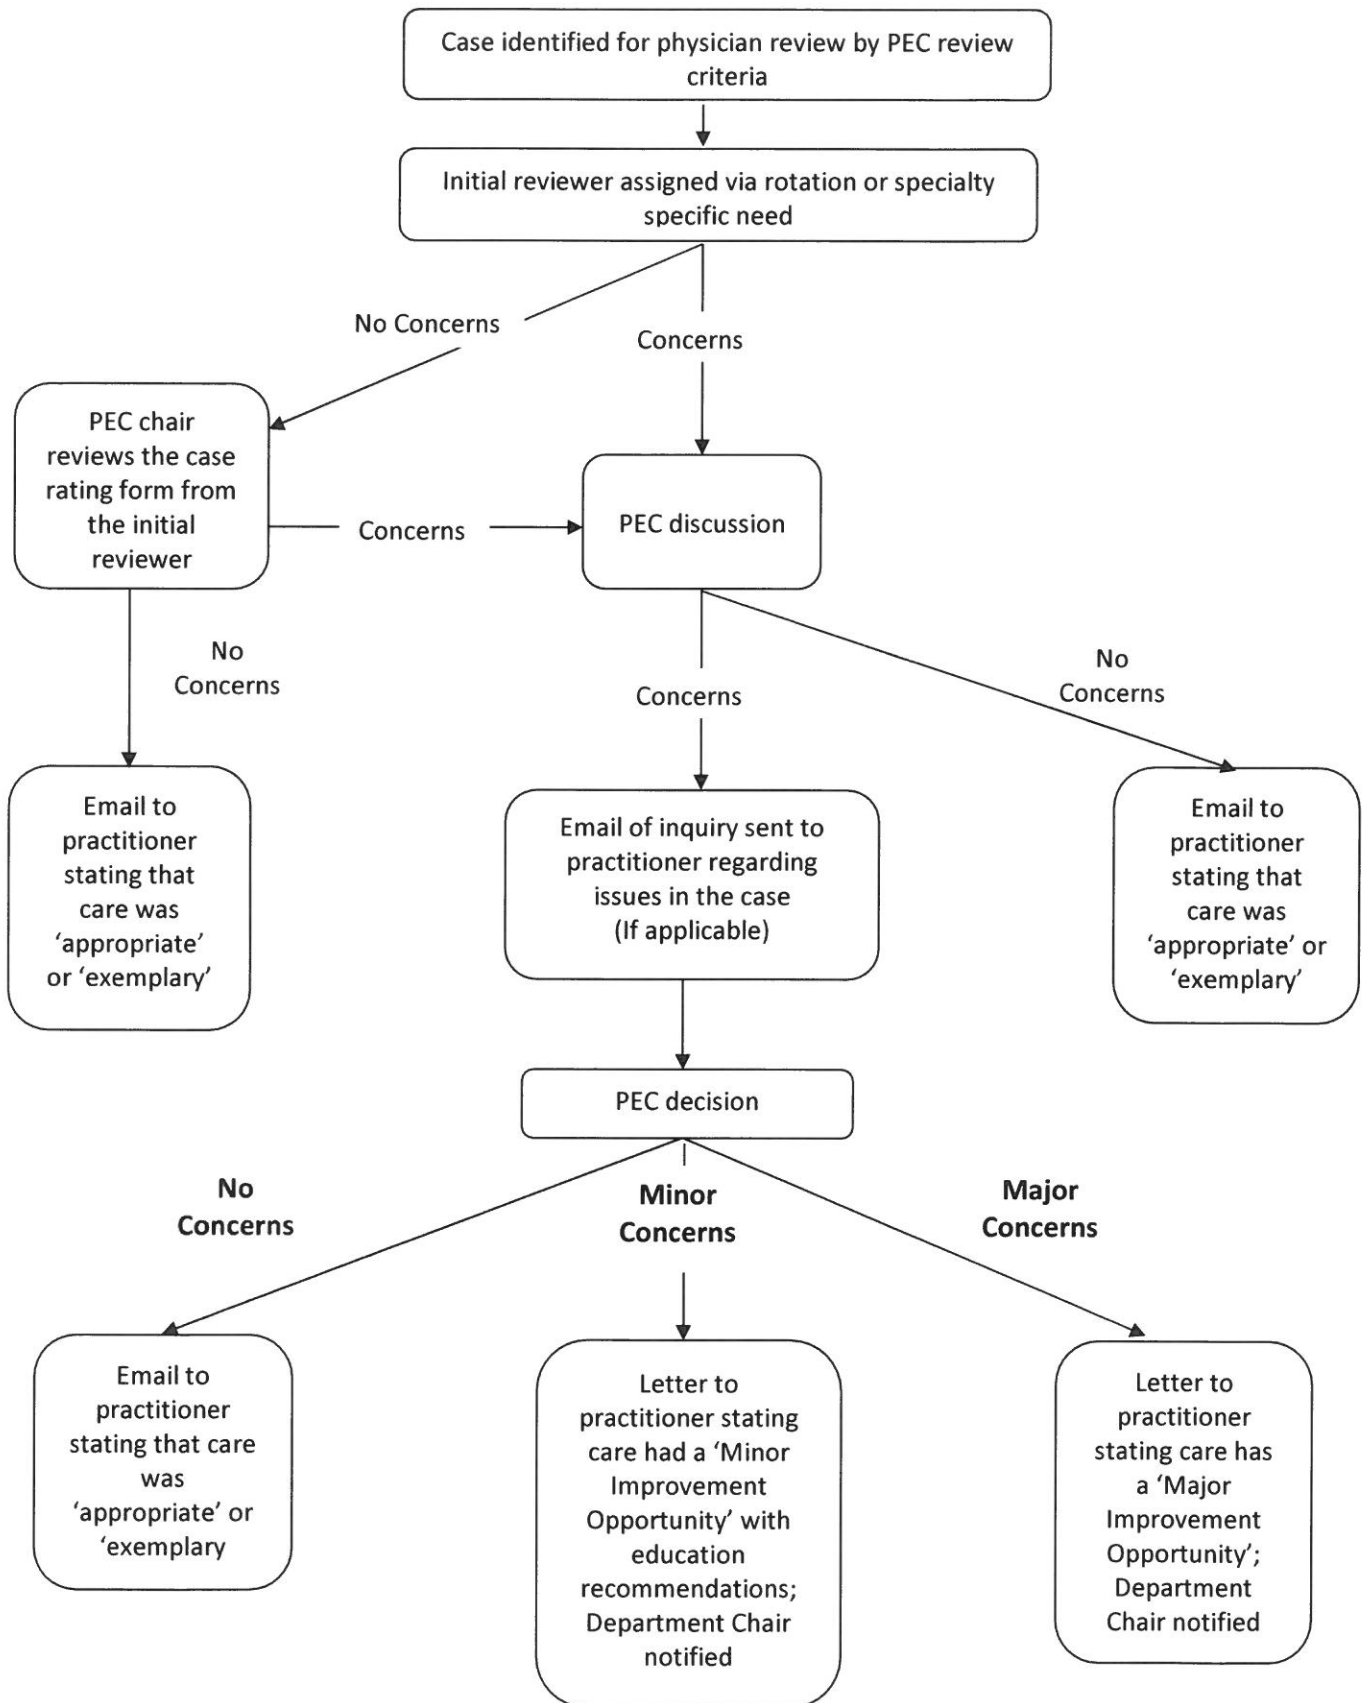 Case identified for physician review by PEC review
criteria
Initial reviewer assigned via rotation or specialty
specific need
No Concerns
Concerns
PEC chair
reviews the case
rating form from
the initial
reviewer
Concerns
PEC discussion
No
Concerns
Concerns
No
Concerns
Email to
practitioner
stating that
care was
‘appropriate’
or ‘exemplary’
Email of inquiry sent to
practitioner regarding
issues in the case
(If applicable)
Email to
practitioner
stating that
care was
‘appropriate’ or
‘exemplary’
PEC decision
No
Concerns
Minor
Concerns
Major
Concerns
Email to
practitioner
stating that care
was
‘appropriate’ or
‘exemplary
Letter to
practitioner stating
care had a ‘Minor
Improvement
Opportunity’ with
education
recommendations;
Department Chair
notified
Letter to
practitioner
stating care has
a ‘Major
Improvement
Opportunity’;
Department
Chair notified